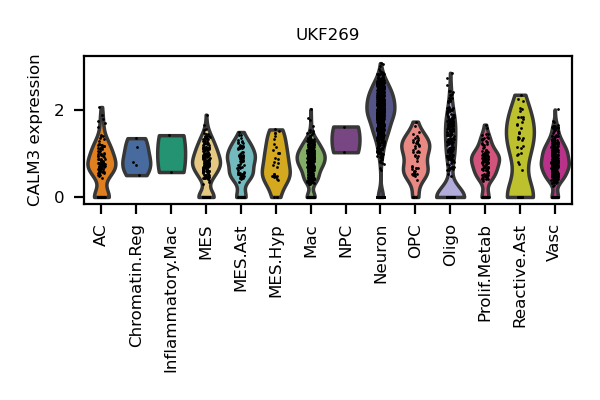 UKF269
CALM3 expression
2
0
AC
Chromatin.Reg
Inflammatory.Mac
MES
MES.Ast
MES.Hyp
Mac
NPC
Neuron
OPC
Oligo
Prolif.Metab
Reactive.Ast
Vasc